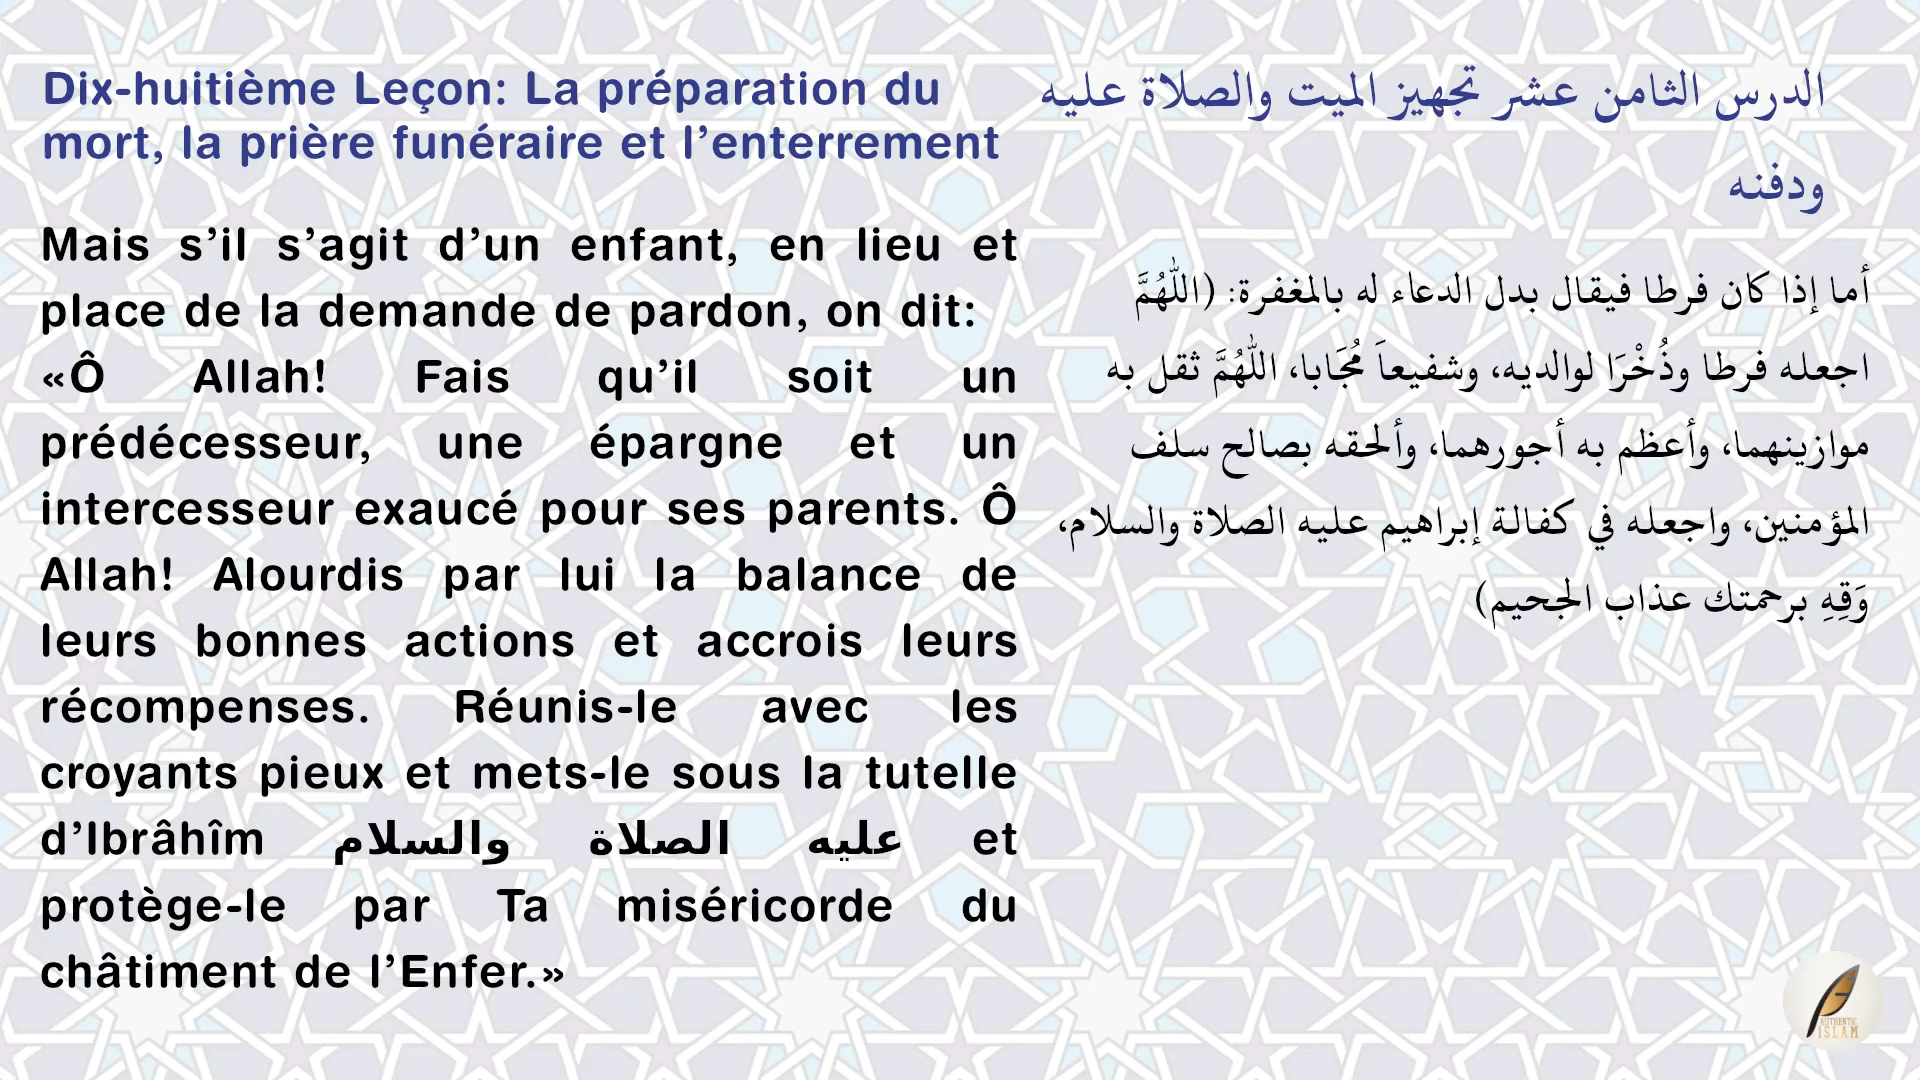 Dix-huitième Leçon: La préparation du
mort, la prière funéraire et l’enterrement
Mais s’il s’agit d’un enfant, en lieu et
place de la demande de pardon, on dit:
«Ô Allah! Fais qu’il soit un
prédécesseur, une épargne et un
intercesseur exaucé pour ses parents. Ô
Allah! Alourdis par lui la balance de
leurs bonnes actions et accrois leurs
récompenses. Réunis-le avec les
croyants pieux et mets-le sous la tutelle
d’Ibrâhîm عليه الصلاة والسلام et
protège-le par Ta miséricorde du
châtiment de l’Enfer.»
الدرس الثامن عشر تجهيز الميت والصلاة عليه
ودفنه
أما إذا كان فرطا فيقال بدل الدعاء له بالمغفرة: (اللهُمَّ
اجعله فرطا وذُخْرَا لوالديه، وشفيعاَ مُجَابا، اللهُمَّ ثقل به
موازينهما، وأعظم به أجورهما، وألحقه بصالح سلف
المؤمنين، واجعله في كفالة إبراهيم عليه الصلاة والسلام،
وَقِهِ برحمتك عذاب الجحيم)
AUTHENTIC
ISLAM